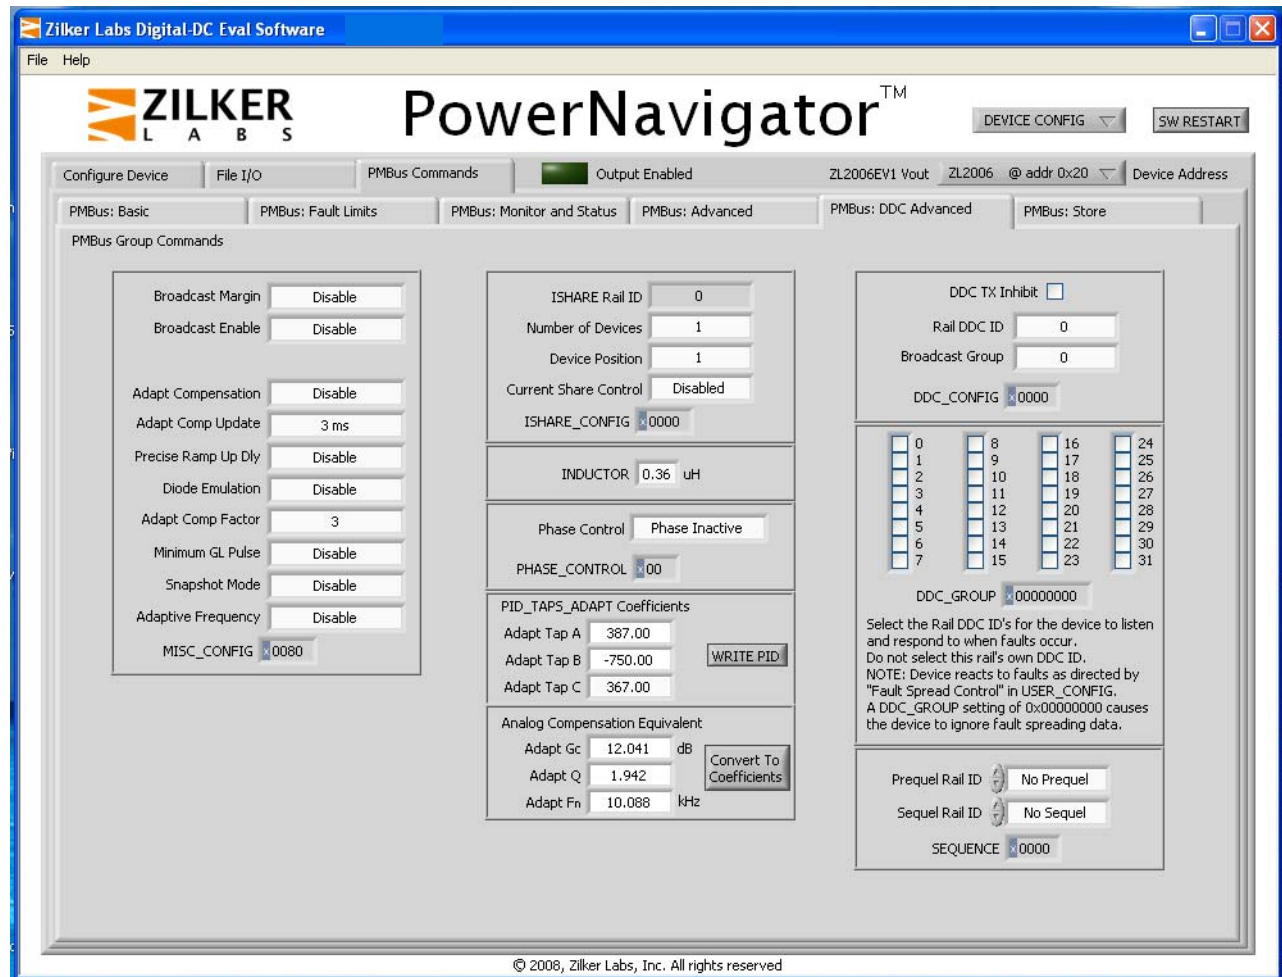 Zilker Labs Digital-DC Eval Software
File Help
ZILKER
LABS
PowerNavigator™
DEVICE CONFIG
SW RESTART
Configure Device
File I/O
PMBus Commands
Output Enabled
ZL2006EV1 Vout
ZL2006 @ addr 0x20
Device Address
PMBus: Basic
PMBus: Fault Limits
PMBus: Monitor and Status
PMBus: Advanced
PMBus: DDC Advanced
PMBus: Store
PMBus Group Commands
Broadcast Margin Disable
Broadcast Enable Disable
Adapt Compensation Disable
Adapt Comp Update 3 ms
Precise Ramp Up Dly Disable
Diode Emulation Disable
Adapt Comp Factor 3
Minimum GL Pulse Disable
Snapshot Mode Disable
Adaptive Frequency Disable
MISC_CONFIG x0080
ISHARE Rail ID 0
Number of Devices 1
Device Position 1
Current Share Control Disabled
ISHARE_CONFIG x0000
INDUCTOR 0.36 uH
Phase Control Phase Inactive
PHASE_CONTROL x00
PID_TAPS_ADAPT Coefficients
Adapt Tap A 387.00
Adapt Tap B -750.00
Adapt Tap C 367.00
WRITE PID
Analog Compensation Equivalent
Adapt Gc 12.041 dB
Adapt Q 1.942
Adapt Fn 10.088 kHz
Convert To
Coefficients
DDC TX Inhibit
Rail DDC ID 0
Broadcast Group 0
DDC_CONFIG x0000
0 8 16 24
1 9 17 25
2 10 18 26
3 11 19 27
4 12 20 28
5 13 21 29
6 14 22 30
7 15 23 31
DDC_GROUP x00000000
Select the Rail DDC ID's for the device to listen
and respond to when faults occur.
Do not select this rail's own DDC ID.
NOTE: Device reacts to faults as directed by
"Fault Spread Control" in USER_CONFIG.
A DDC_GROUP setting of 0x00000000 causes
the device to ignore fault spreading data.
Prequel Rail ID No Prequel
Sequel Rail ID No Sequel
SEQUENCE x0000
© 2008, Zilker Labs, Inc. All rights reserved